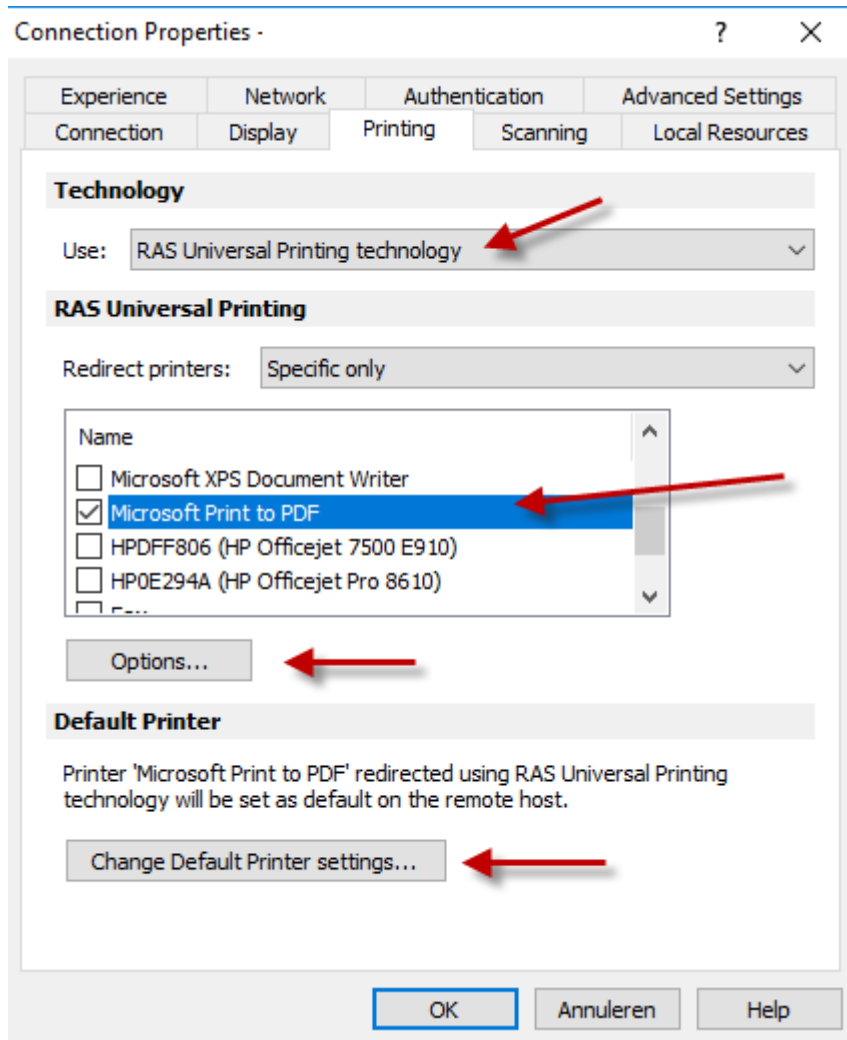 Connection Properties -
Experience Network Authentication Advanced Settings
Connection Display Printing Scanning Local Resources
Technology
Use: RAS Universal Printing technology
RAS Universal Printing
Redirect printers: Specific only
Name
Microsoft XPS Document Writer
Microsoft Print to PDF
HPDFF806 (HP Officejet 7500 E910)
HP0E294A (HP Officejet Pro 8610)
Options...
Default Printer
Printer 'Microsoft Print to PDF' redirected using RAS Universal Printing
technology will be set as default on the remote host.
Change Default Printer settings...
OK Annuleren Help